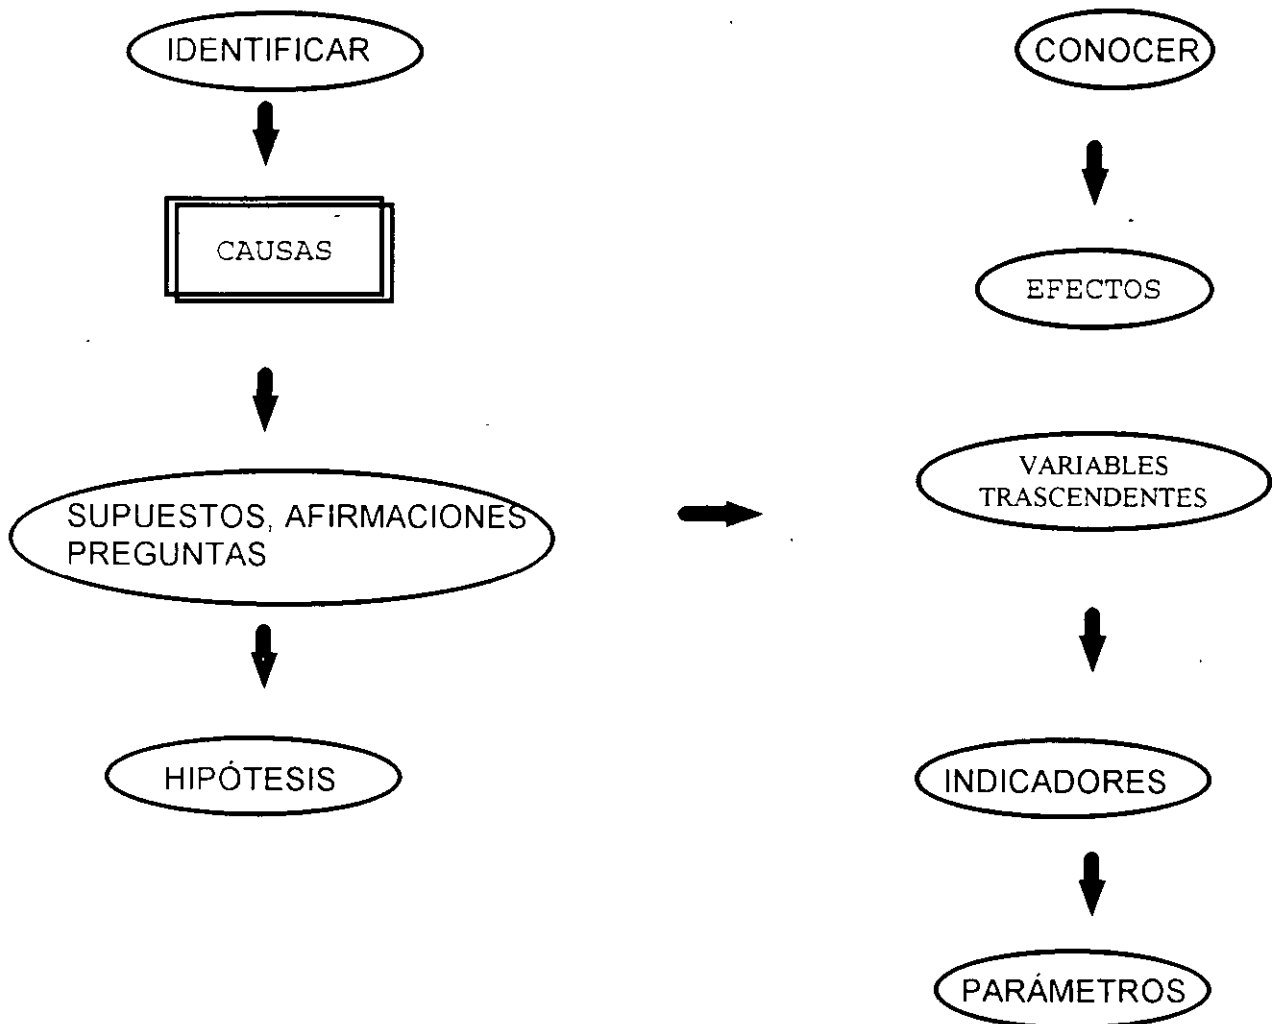 IDENTIFICAR
CAUSAS
SUPUESTOS, AFIRMACIONES
PREGUNTAS
HIPÓTESIS
CONOCER
EFECTOS
VARIABLES
TRASCENDENTES
INDICADORES
PARÁMETROS